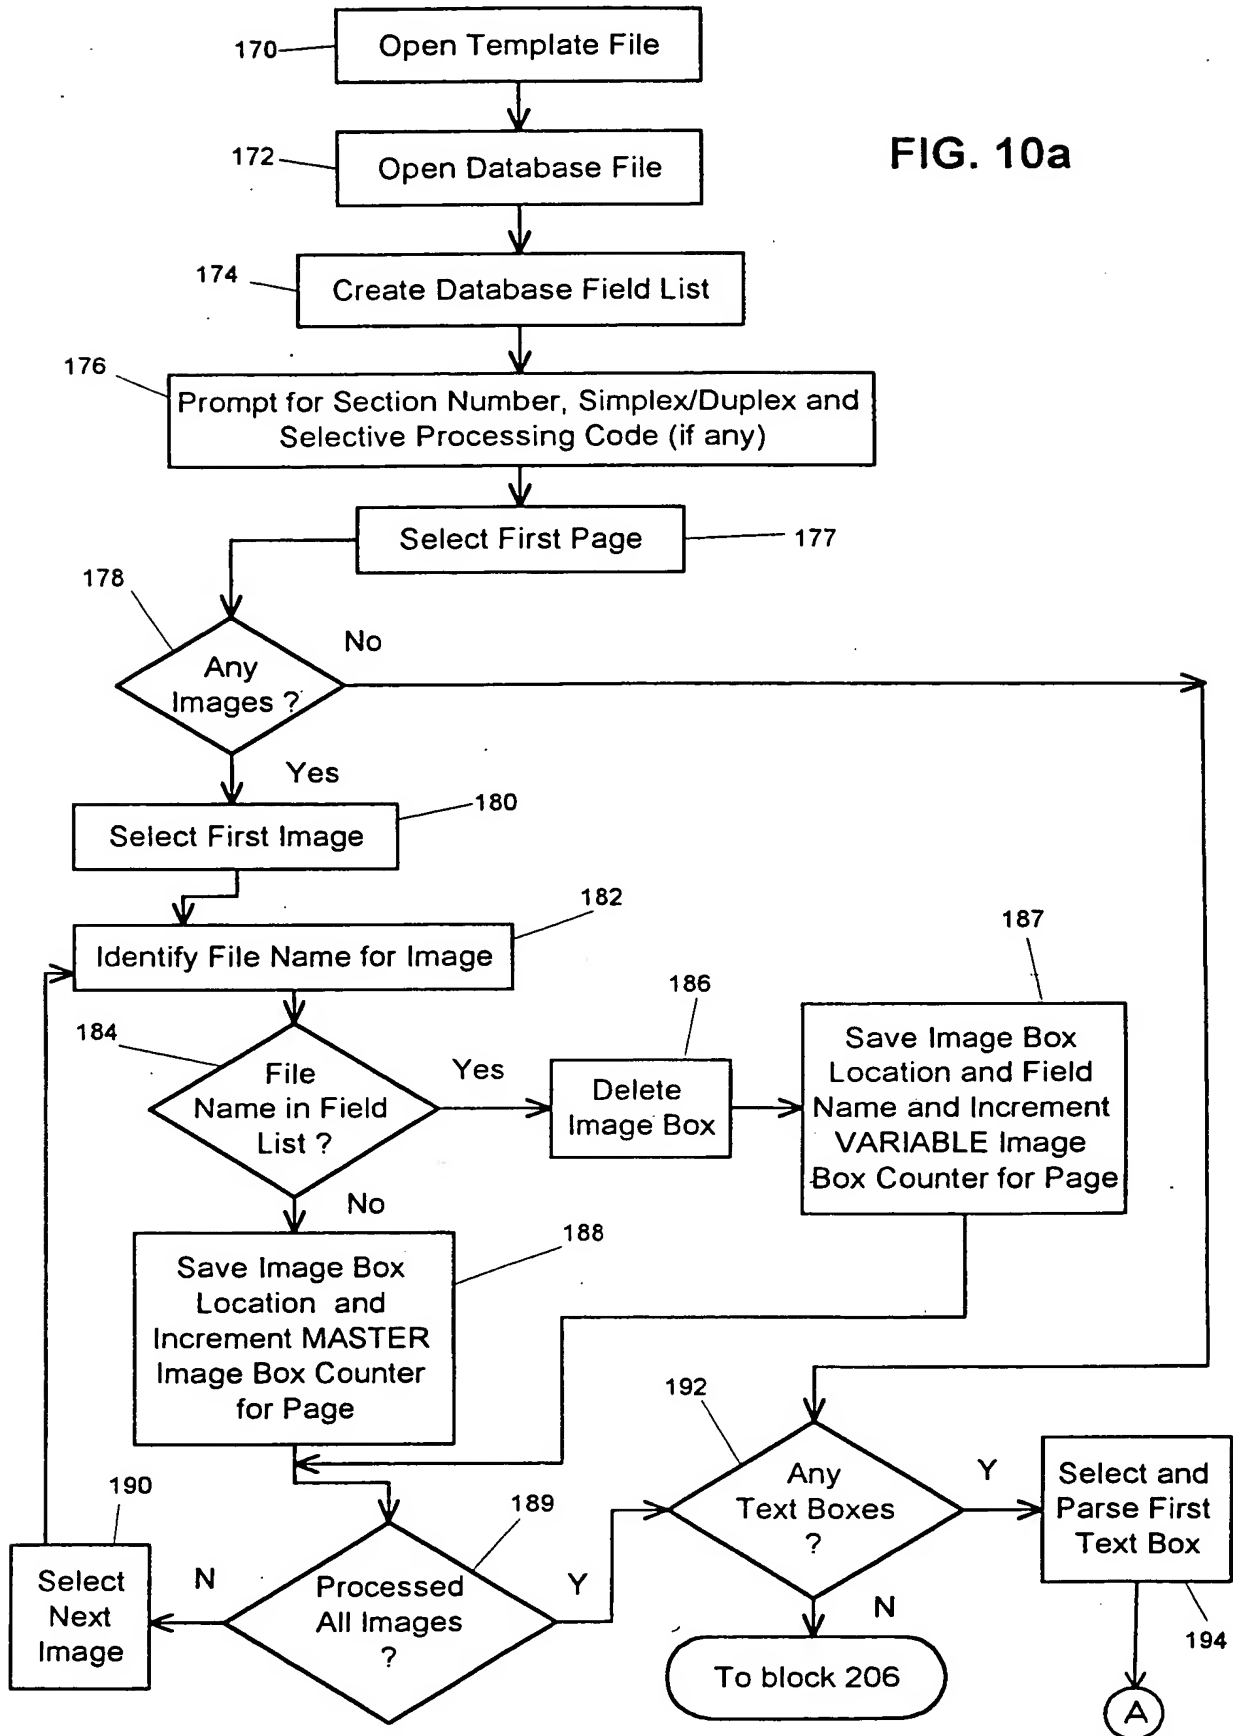 170
Open Template File
FIG. 10a
172
Open Database File
174
Create Database Field List
176
Prompt for Section Number, Simplex/Duplex and
Selective Processing Code (if any)
Select First Page
177
178
Any
Images ?
No
Yes
180
Select First Image
182
Identify File Name for Image
184
File
Name in Field
List ?
Yes
186
Delete
Image Box
187
Save Image Box
Location and Field
Name and Increment
VARIABLE Image
Box Counter for Page
No
188
Save Image Box
Location and
Increment MASTER
Image Box Counter
for Page
190
Select
Next
Image
N
189
Processed
All Images
?
Y
192
Any
Text Boxes
?
Y
N
To block 206
Select and
Parse First
Text Box
194
A